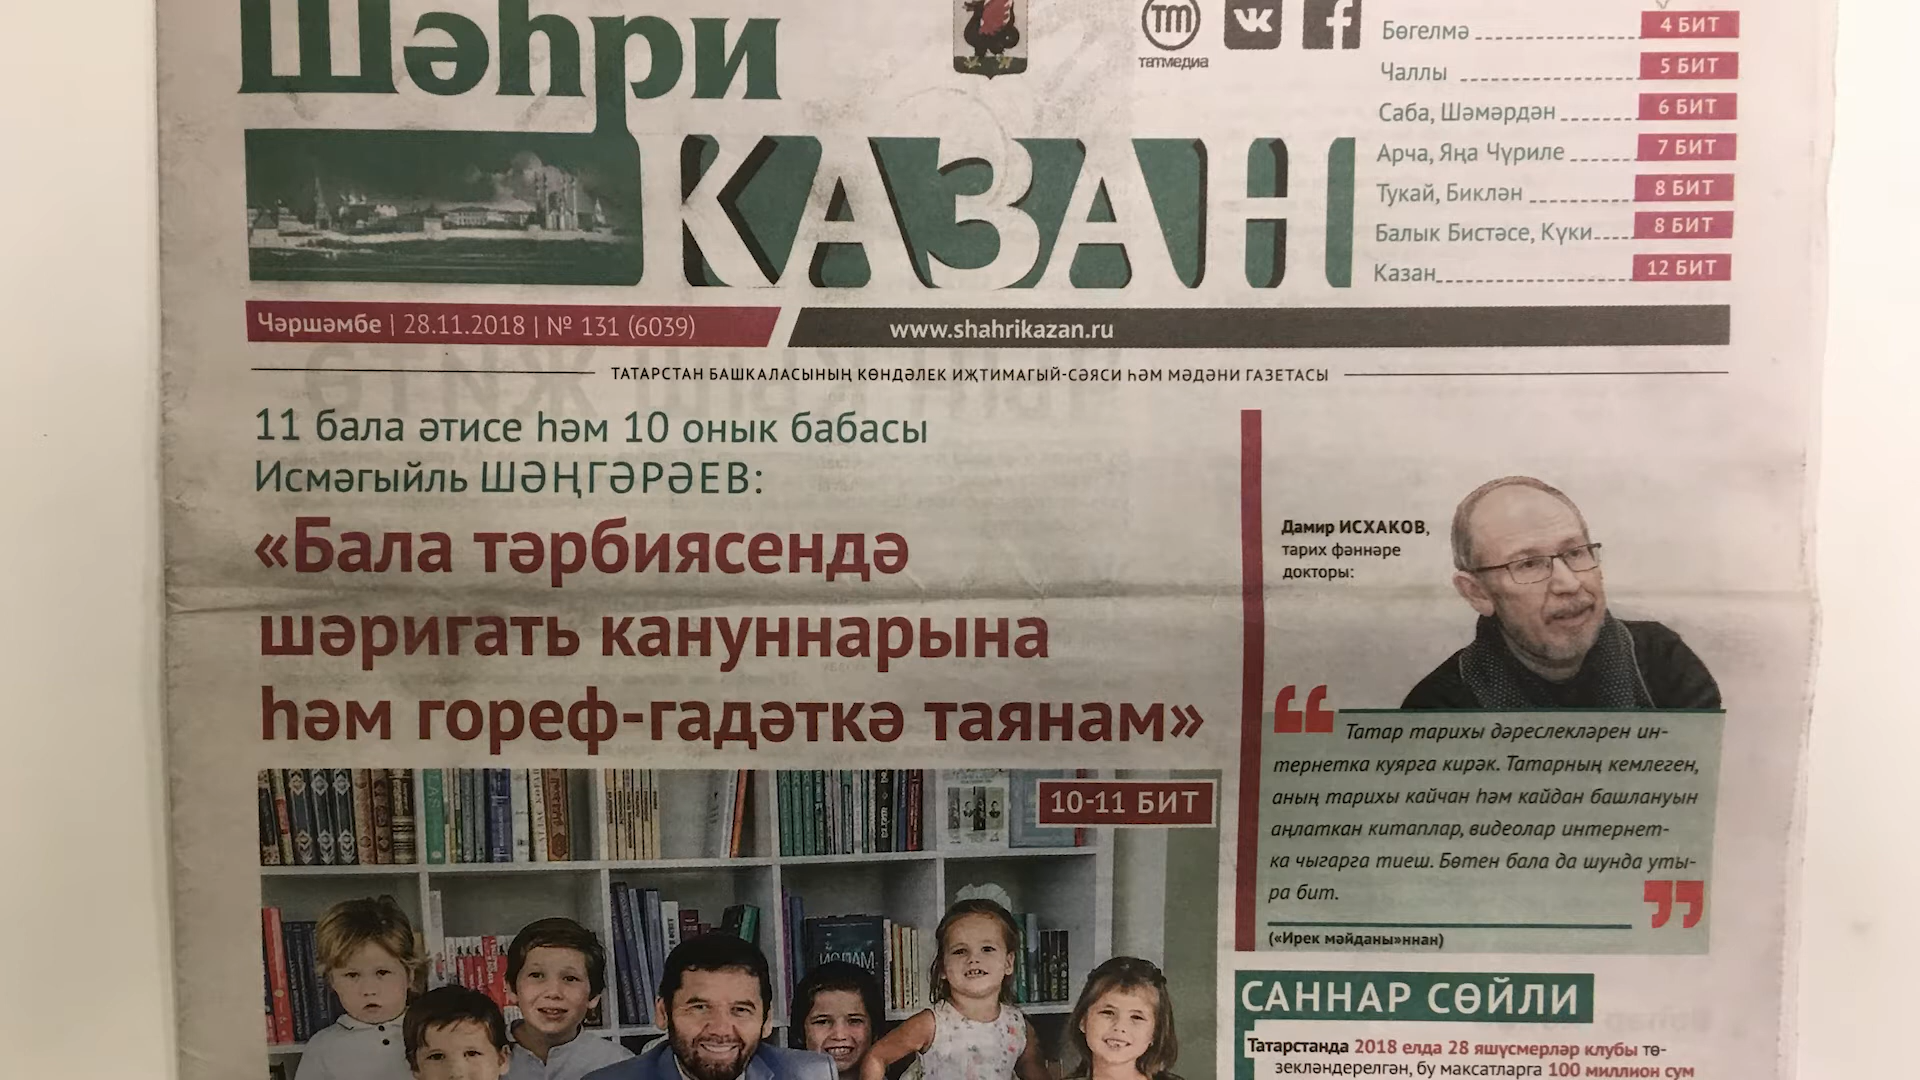 Шәһри
КАЗАН
ТМ
татмедиа
Бөгелмә 4 БИТ
Чаллы 5 БИТ
Саба, Шәмәрдән 6 БИТ
Арча, Яңа Чүриле 7 БИТ
Тукай, Биклән 8 БИТ
Балык Бистәсе, Күки 8 БИТ
Казан 12 БИТ
Чәршәмбе | 28.11.2018 | № 131 (6039)
www.shahrikazan.ru
ТАТАРСТАН БАШКАЛАСЫНЫҢ КӨНДӘЛЕК ИҖТИМАГЫЙ-СӘЯСИ ҺӘМ МӘДӘНИ ГАЗЕТАСЫ
11 бала әтисе һәм 10 онык бабасы
Исмәгыйль ШӘҢГӘРӘЕВ:
«Бала тәрбиясендә
шәригать кануннарына
һәм гореф-гадәткә таянам»
10-11 БИТ
ИСЛАМ
Дамир ИСХАКОВ,
тарих фәннәре
докторы:
Татар тарихы дәреслекләрен ин-
тернетка куярга кирәк. Татарның кемлеген,
аның тарихы кайчан һәм кайдан башлануын
аңлаткан китаплар, видеолар интернет-
ка чыгарга тиеш. Бөтен бала да шунда уты-
ра бит.
(«Ирек мәйданы»ннан)
САННАР СӨЙЛИ
Татарстанда 2018 елда 28 яшүсмерләр клубы тө-
зекләндерелгән, бу максатларга 100 миллион сум